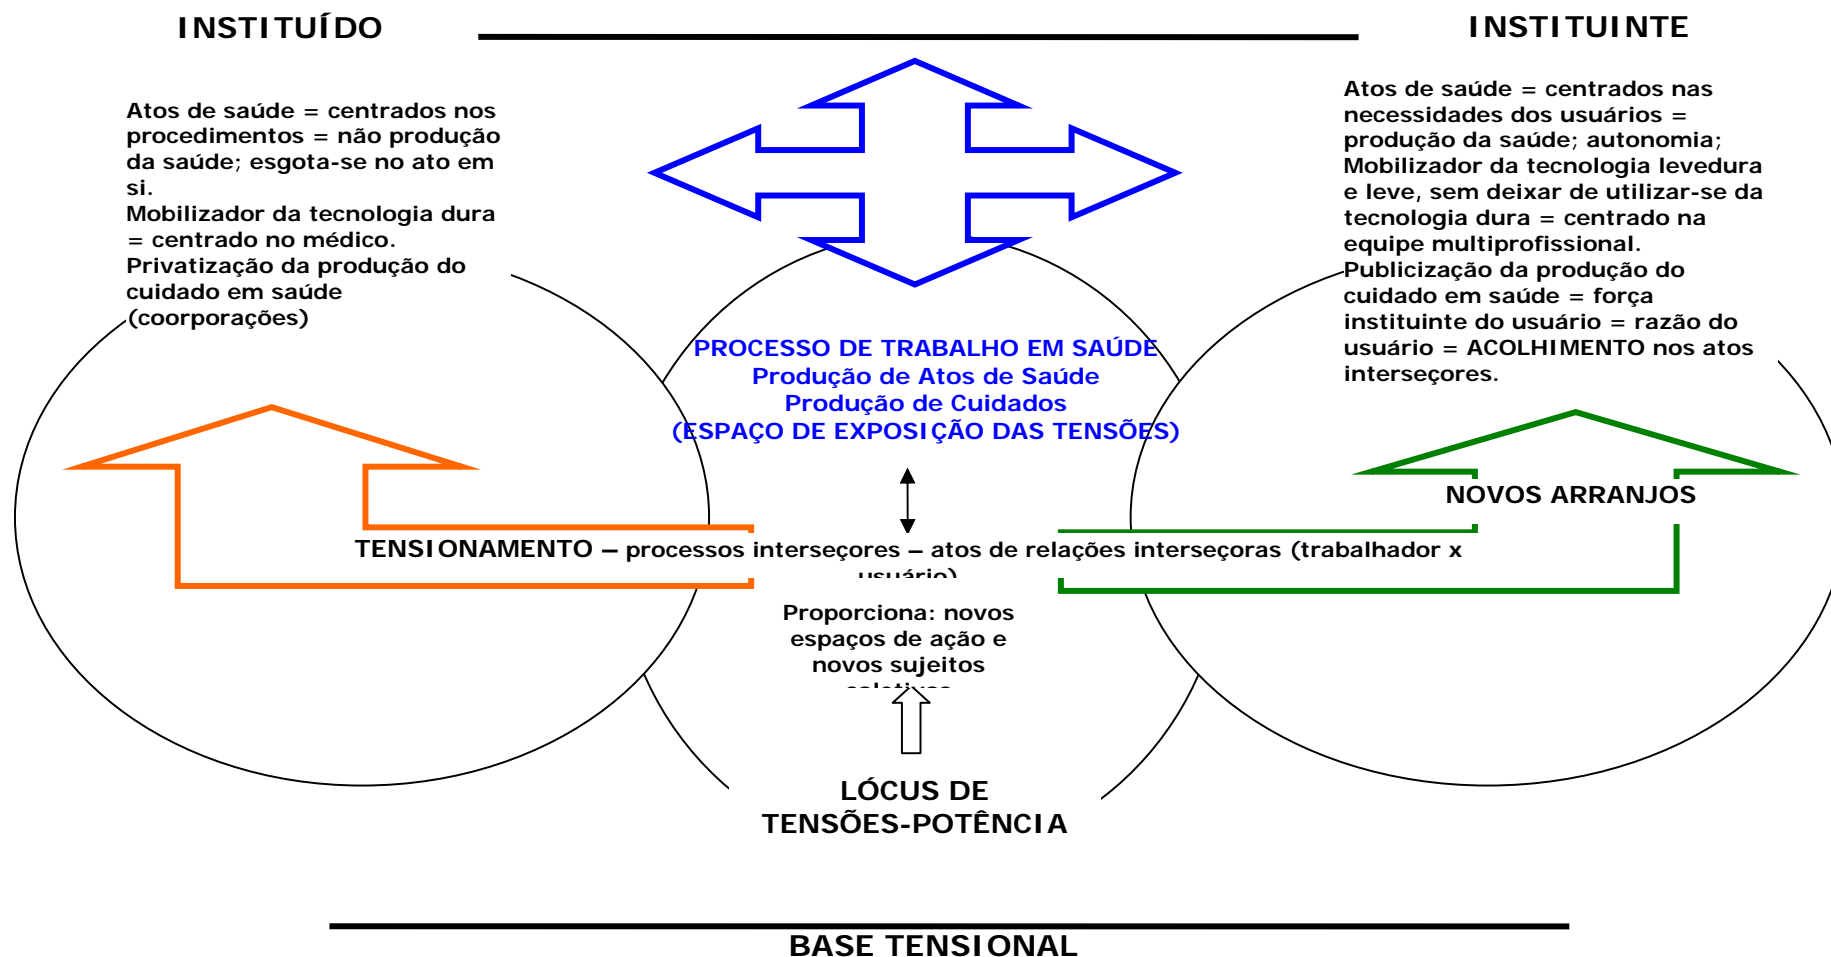 INSTITUÍDO
INSTITUINTE
Atos de saúde = centrados nos
procedimentos = não produção
da saúde; esgota-se no ato em
si.
Mobilizador da tecnologia dura
= centrado no médico.
Privatização da produção do
cuidado em saúde
(coorporações)
Atos de saúde = centrados nas
necessidades dos usuários =
produção da saúde; autonomia;
Mobilizador da tecnologia levedura
e leve, sem deixar de utilizar-se da
tecnologia dura = centrado na
equipe multiprofissional.
Publicização da produção do
cuidado em saúde = força
instituinte do usuário = razão do
usuário = ACOLHIMENTO nos atos
interseçores.
PROCESSO DE TRABALHO EM SAÚDE
Produção de Atos de Saúde
Produção de Cuidados
(ESPAÇO DE EXPOSIÇÃO DAS TENSÕES)
NOVOS ARRANJOS
TENSIONAMENTO – processos interseçores – atos de relações interseçoras (trabalhador x
usuário)
Proporciona: novos
espaços de ação e
novos sujeitos
coletivos
LÓCUS DE
TENSÕES-POTÊNCIA
BASE TENSIONAL